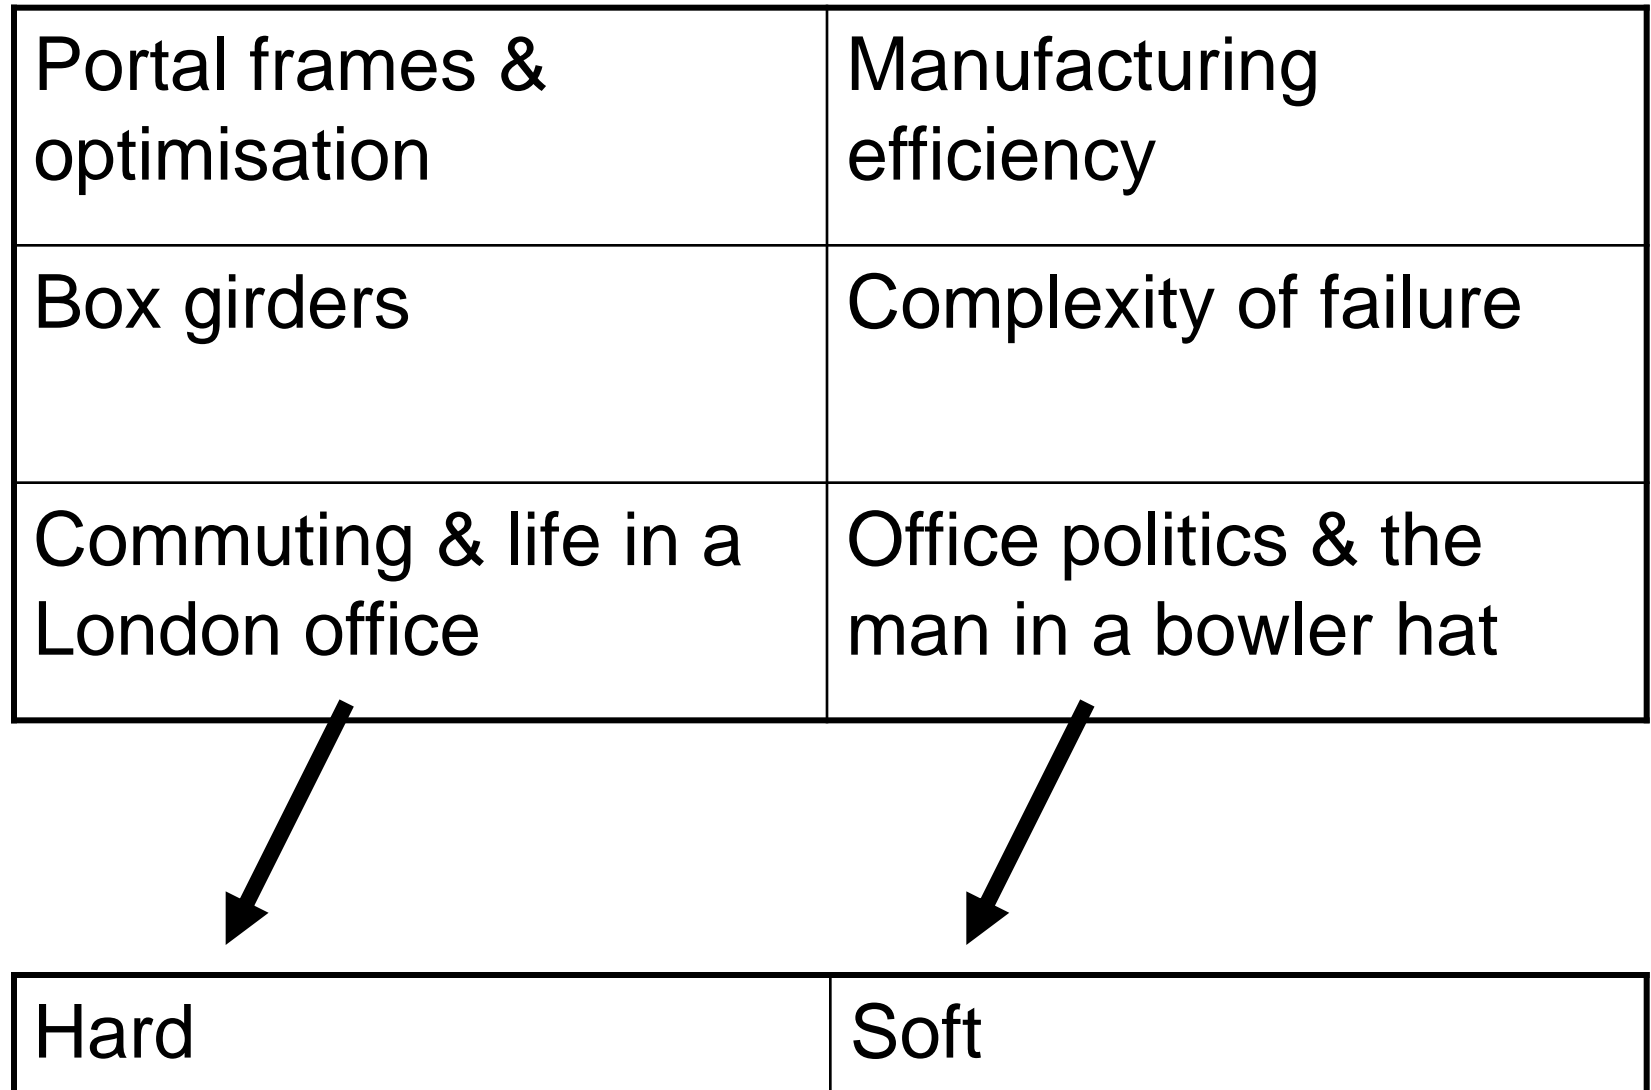 Portal frames &
optimisation
Manufacturing
efficiency
Box girders
Complexity of failure
Commuting & life in a
London office
Office politics & the
man in a bowler hat
Hard
Soft